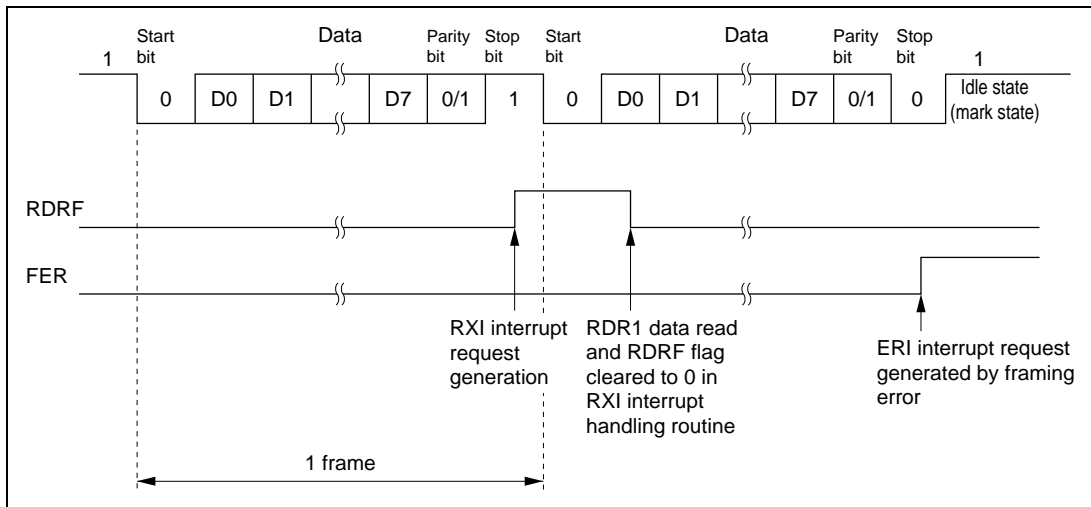 1
Start bit
Data
Parity bit
Stop bit
Start bit
Data
Parity bit
Stop bit
1
0
D0
D1
D7
0/1
1
0
D0
D1
D7
0/1
0
Idle state
(mark state)
RDRF
FER
RXI interrupt
request
generation
RDR1 data read
and RDRF flag
cleared to 0 in
RXI interrupt
handling routine
ERI interrupt request
generated by framing
error
1 frame